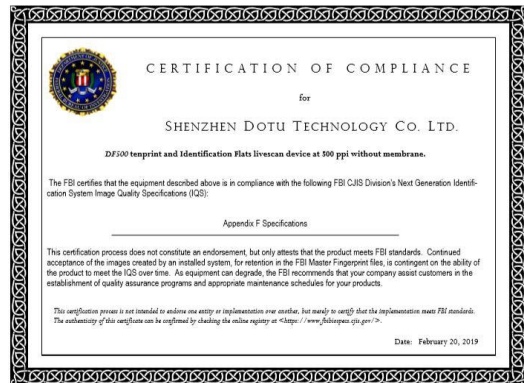 CERTIFICATION OF COMPLIANCE
for
SHENZHEN DOTU TECHNOLOGY CO. LTD.
DF500 tenprint and Identification Flats livescan device at 500 ppi without membrane.
The FBI certifies that the equipment described above is in compliance with the following FBI CJIS Division's Next Generation Identifi-
cation System Image Quality Specifications (IQS):
Appendix F Specifications
This certification process does not constitute an endorsement, but only attests that the product meets FBI standards. Continued
acceptance of the images created by an installed system, for retention in the FBI Master Fingerprint files, is contingent on the ability of
the product to meet the IQS over time. As equipment can degrade, the FBI recommends that your company assist customers in the
establishment of quality assurance programs and appropriate maintenance schedules for your products.
This certification process is not intended to endorse one entity or implementation over another, but merely to certify that the implementation meets FBI standards.
The authenticity of this certificate can be confirmed by checking the online registry at <https://www.fbibiospecs.cjis.gov/>.
Date: February 20, 2019